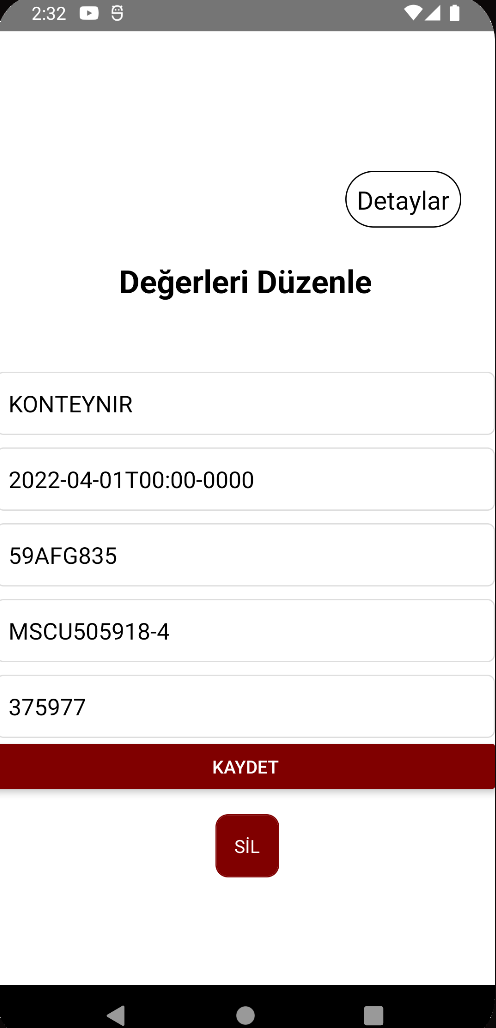 2:32
Detaylar
Değerleri Düzenle
KONTEYNIR
2022-04-01T00:00-0000
59AFG835
MSCU505918-4
375977
KAYDET
SİL